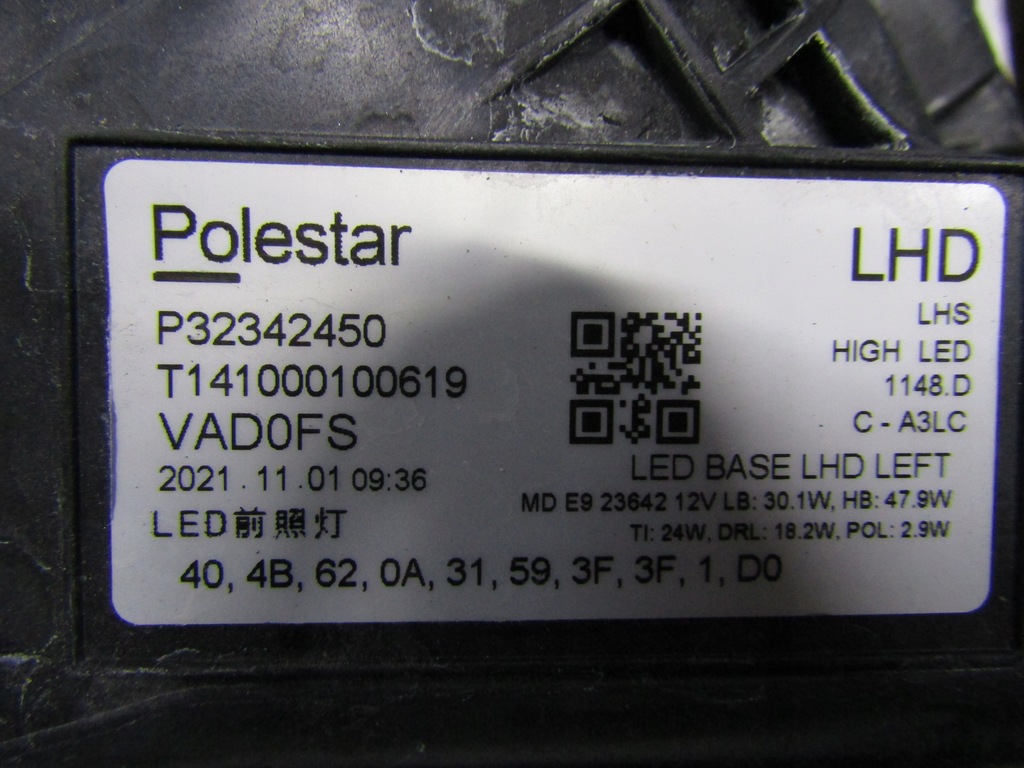 Polestar
LHD
P32342450
LHS
T141000100619
HIGH LED
1148.D
VAD0FS
C - A3LC
2021 . 11 . 01 09:36
LED BASE LHD LEFT
MD E9 23642 12V LB: 30.1W, HB: 47.9W
LED前照灯
TI: 24W, DRL: 18.2W, POL: 2.9W
40, 4B, 62, 0A, 31, 59, 3F, 3F, 1, D0